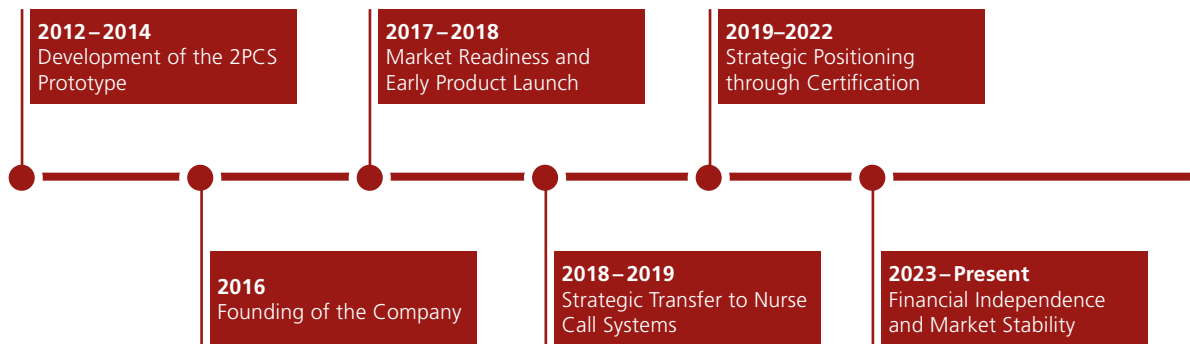 2012–2014
Development of the 2PCS
Prototype
2016
Founding of the Company
2017–2018
Market Readiness and
Early Product Launch
2018–2019
Strategic Transfer to Nurse
Call Systems
2019–2022
Strategic Positioning
through Certification
2023–Present
Financial Independence
and Market Stability